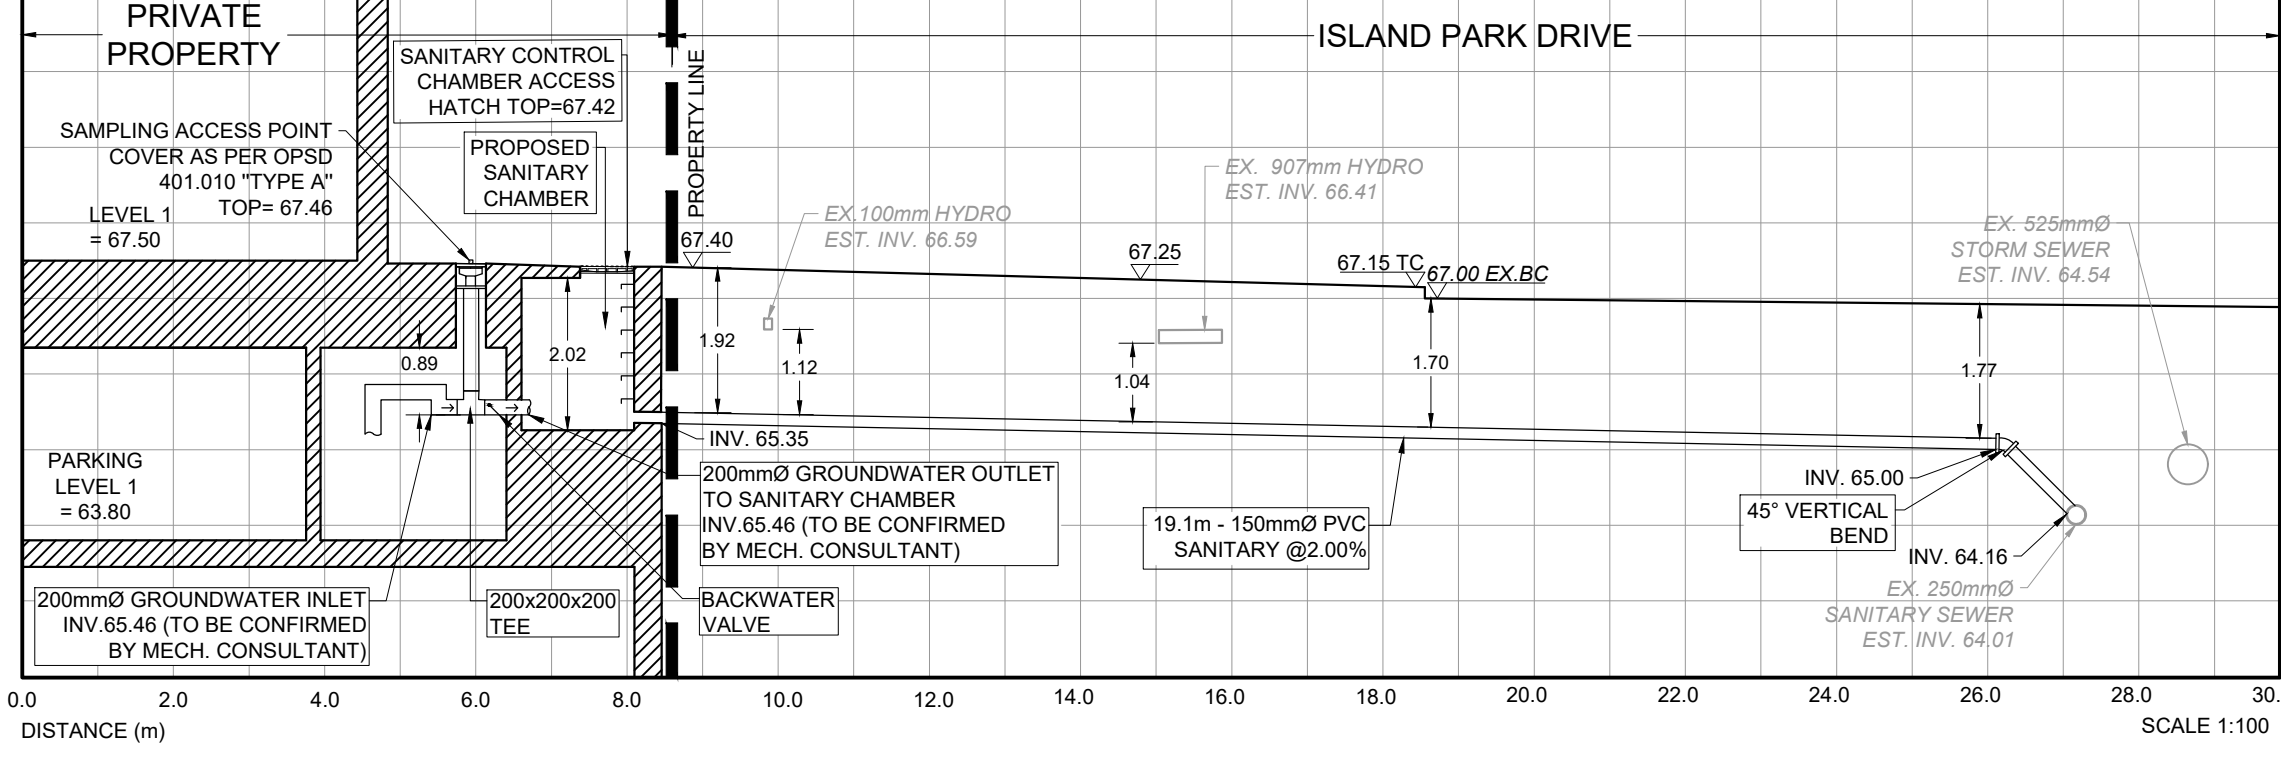 PRIVATE
PROPERTY
ISLAND PARK DRIVE
SANITARY CONTROL
CHAMBER ACCESS
HATCH TOP=67.42
PROPERTY LINE
SAMPLING ACCESS POINT
COVER AS PER OPSD
401.010 "TYPE A"
TOP= 67.46
PROPOSED
SANITARY
CHAMBER
LEVEL 1
= 67.50
EX. 907mm HYDRO
EST. INV. 66.41
EX.100mm HYDRO
EST. INV. 66.59
EX. 525mmØ
STORM SEWER
EST. INV. 64.54
67.40
67.25
67.15 TC
67.00 EX.BC
0.89
2.02
1.92
1.12
1.04
1.70
1.77
INV. 65.35
PARKING
LEVEL 1
= 63.80
200mmØ GROUNDWATER OUTLET
TO SANITARY CHAMBER
INV.65.46 (TO BE CONFIRMED
BY MECH. CONSULTANT)
19.1m - 150mmØ PVC
SANITARY @2.00%
INV. 65.00
45° VERTICAL
BEND
INV. 64.16
EX. 250mmØ
SANITARY SEWER
EST. INV. 64.01
200mmØ GROUNDWATER INLET
INV.65.46 (TO BE CONFIRMED
BY MECH. CONSULTANT)
200x200x200
TEE
BACKWATER
VALVE
0.0 2.0 4.0 6.0 8.0 10.0 12.0 14.0 16.0 18.0 20.0 22.0 24.0 26.0 28.0 30.
DISTANCE (m)
SCALE 1:100